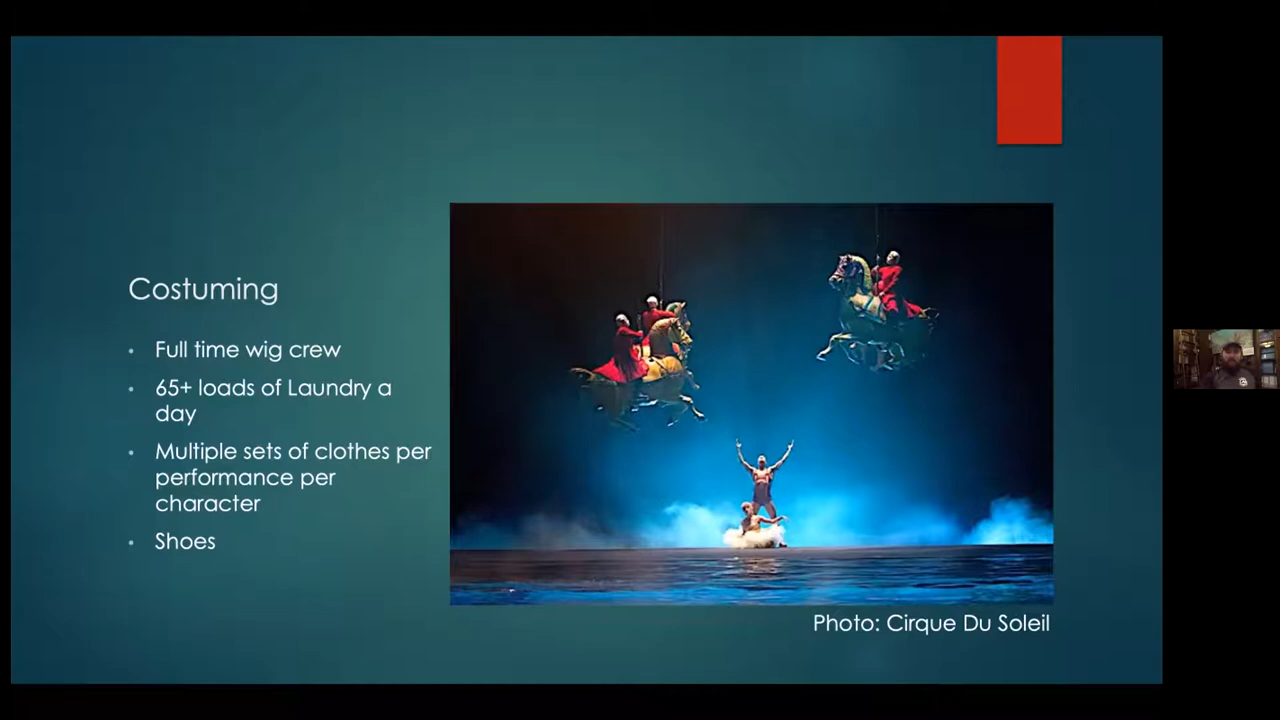 Costuming
Full time wig crew
65+ loads of Laundry a
day
Multiple sets of clothes per
performance per
character
Shoes
Photo: Cirque Du Soleil